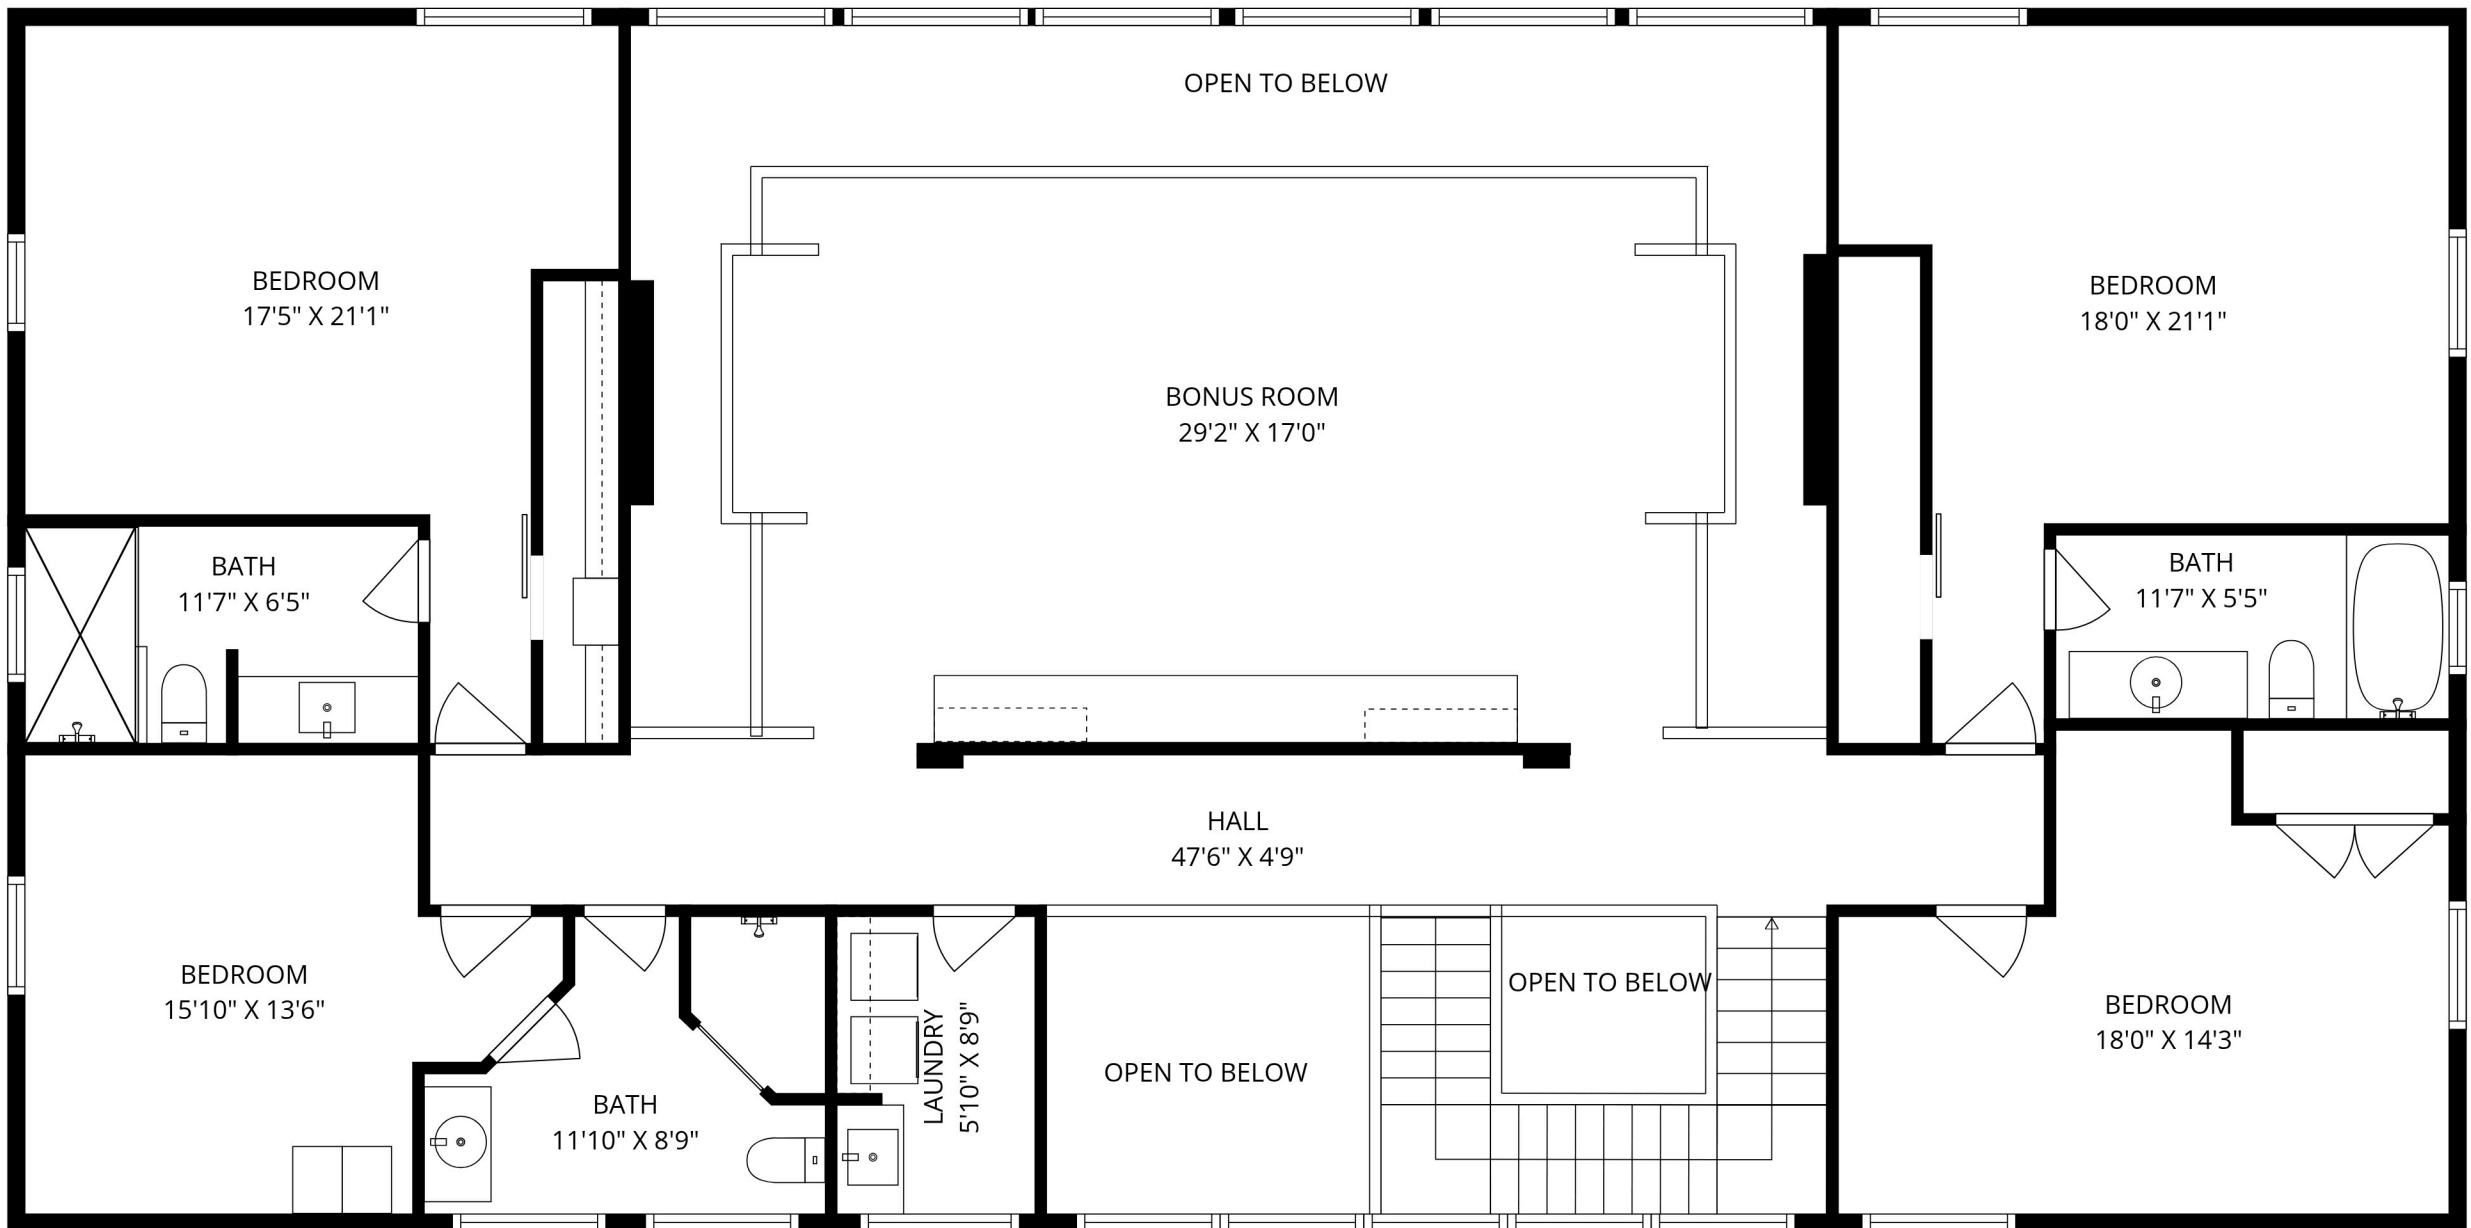 OPEN TO BELOW
BEDROOM
17'5" X 21'1"
BEDROOM
18'0" X 21'1"
BONUS ROOM
29'2" X 17'0"
BATH
11'7" X 6'5"
BATH
11'7" X 5'5"
HALL
47'6" X 4'9"
BEDROOM
15'10" X 13'6"
BATH
11'10" X 8'9"
LAUNDRY
5'10" X 8'9"
OPEN TO BELOW
OPEN TO BELOW
BEDROOM
18'0" X 14'3"